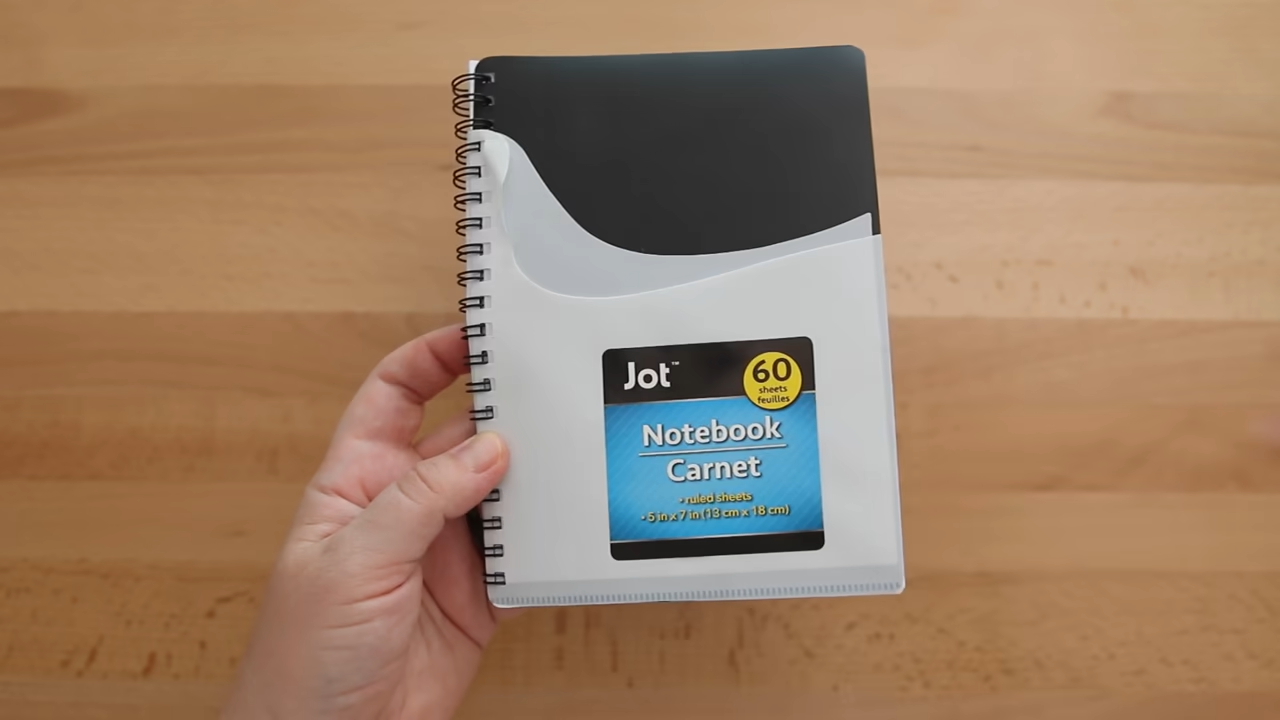 Jot™
60
sheets
feuilles
Notebook
Carnet
• ruled sheets
• 5 in x 7 in (13 cm x 18 cm)